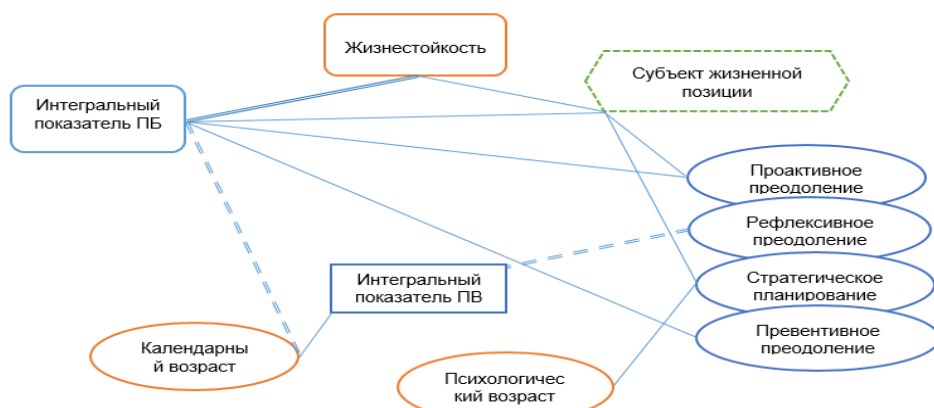 Жизнестойкость
Субъект жизненной
позиции
Интегральный
показатель ПБ
Проактивное
преодоление
Рефлексивное
преодоление
Интегральный
показатель ПВ
Стратегическое
планирование
Календарны
й возраст
Превентивное
преодоление
Психологичес
кий возраст